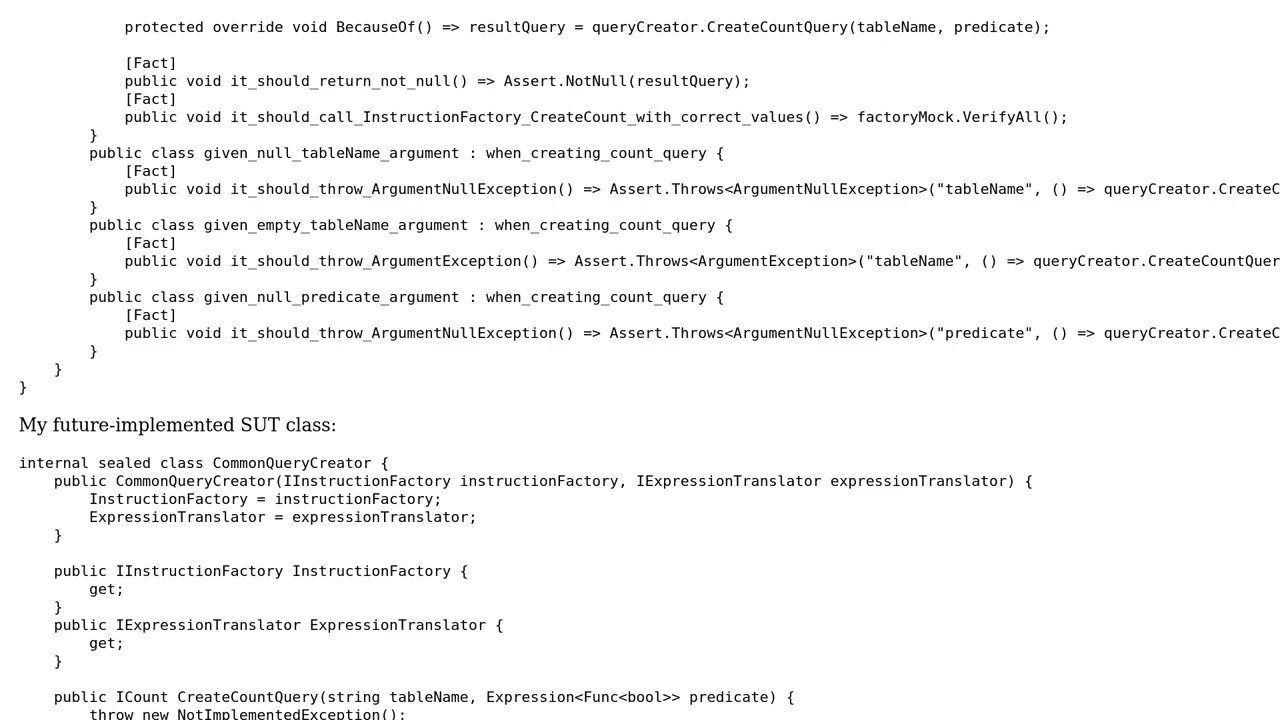 protected override void BecauseOf() => resultQuery = queryCreator.CreateCountQuery(tableName, predicate);
[Fact]
public void it_should_return_not_null() => Assert.NotNull(resultQuery);
[Fact]
public void it_should_call_InstructionFactory_CreateCount_with_correct_values() => factoryMock.VerifyAll();
}
public class given_null_tableName_argument : when_creating_count_query {
[Fact]
public void it_should_throw_ArgumentNullException() => Assert.Throws<ArgumentNullException>("tableName", () => queryCreator.CreateC
}
public class given_empty_tableName_argument : when_creating_count_query {
[Fact]
public void it_should_throw_ArgumentException() => Assert.Throws<ArgumentException>("tableName", () => queryCreator.CreateCountQuer
}
public class given_null_predicate_argument : when_creating_count_query {
[Fact]
public void it_should_throw_ArgumentNullException() => Assert.Throws<ArgumentNullException>("predicate", () => queryCreator.CreateC
}
}
}
My future-implemented SUT class:
internal sealed class CommonQueryCreator {
public CommonQueryCreator(IInstructionFactory instructionFactory, IExpressionTranslator expressionTranslator) {
InstructionFactory = instructionFactory;
ExpressionTranslator = expressionTranslator;
}
public IInstructionFactory InstructionFactory {
get;
}
public IExpressionTranslator ExpressionTranslator {
get;
}
public ICount CreateCountQuery(string tableName, Expression<Func<bool>> predicate) {
throw new NotImplementedException();